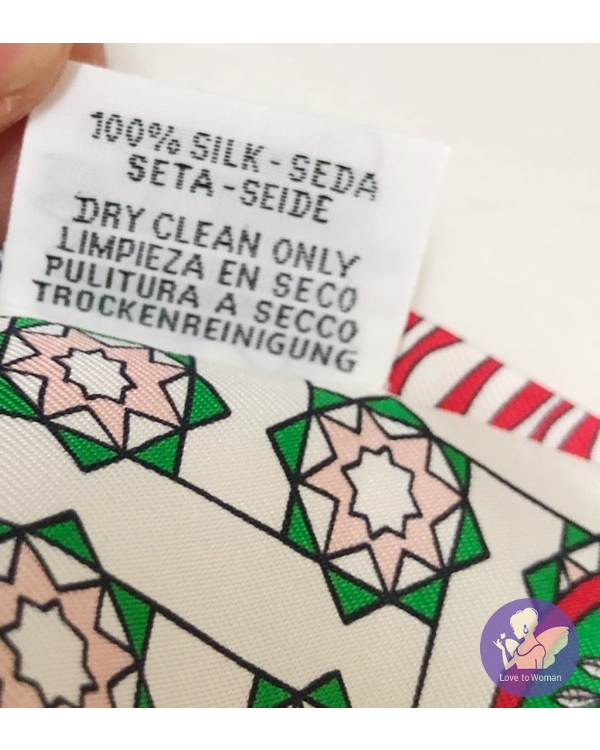 100% SILK - SEDA
SETA - SEIDE
DRY CLEAN ONLY
LIMPIEZA EN SECO
PULITURA A SECCO
TROCKENREINIGUNG
Love to Woman